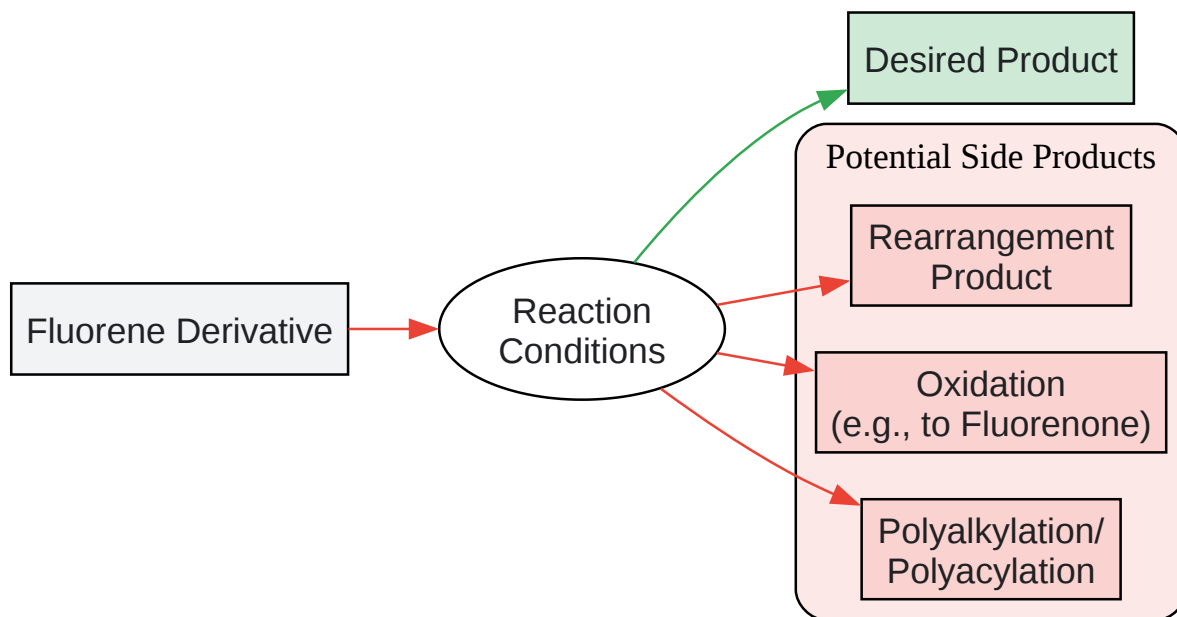 Desired Product
Potential Side Products
Rearrangement
Product
Fluorene Derivative
Reaction
Conditions
Oxidation
(e.g., to Fluorenone)
Polyalkylation/
Polyacylation